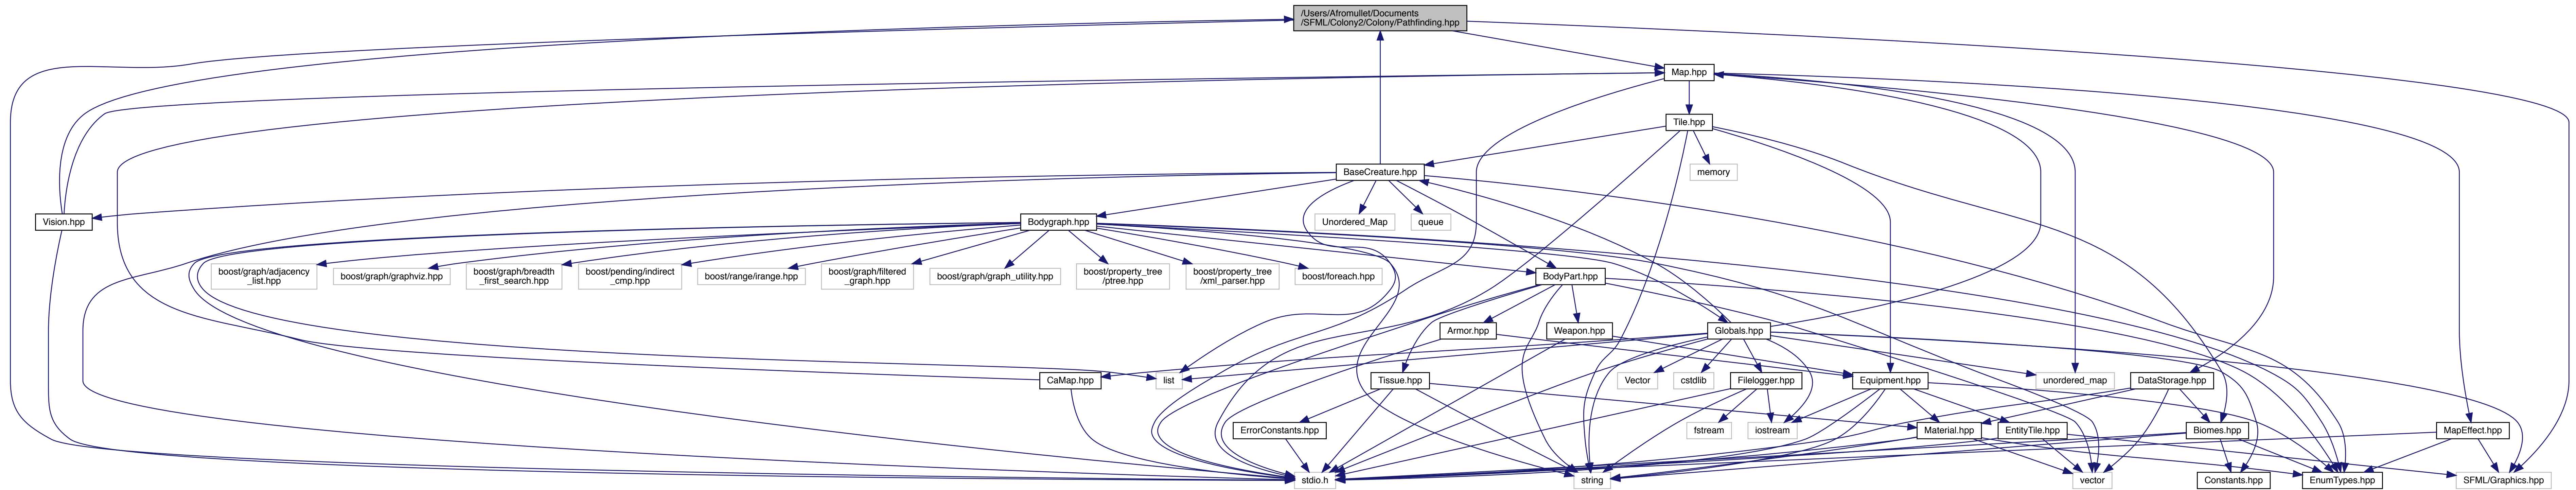 /Users/Afromullet/Documents
/SFML/Colony2/Colony/Pathfinding.hpp
Map.hpp
Tile.hpp
BaseCreature.hpp
memory
Vision.hpp
Bodygraph.hpp
Unordered_Map
queue
boost/graph/adjacency
_list.hpp
boost/graph/graphviz.hpp
boost/graph/breadth
_first_search.hpp
boost/pending/indirect
_cmp.hpp
boost/range/irange.hpp
boost/graph/filtered
_graph.hpp
boost/graph/graph_utility.hpp
boost/property_tree
/ptree.hpp
boost/property_tree
/xml_parser.hpp
boost/foreach.hpp
BodyPart.hpp
Armor.hpp
Weapon.hpp
Globals.hpp
CaMap.hpp
list
Tissue.hpp
Vector
cstdlib
Filelogger.hpp
Equipment.hpp
unordered_map
DataStorage.hpp
ErrorConstants.hpp
fstream
iostream
Material.hpp
EntityTile.hpp
Biomes.hpp
MapEffect.hpp
stdio.h
string
vector
Constants.hpp
EnumTypes.hpp
SFML/Graphics.hpp